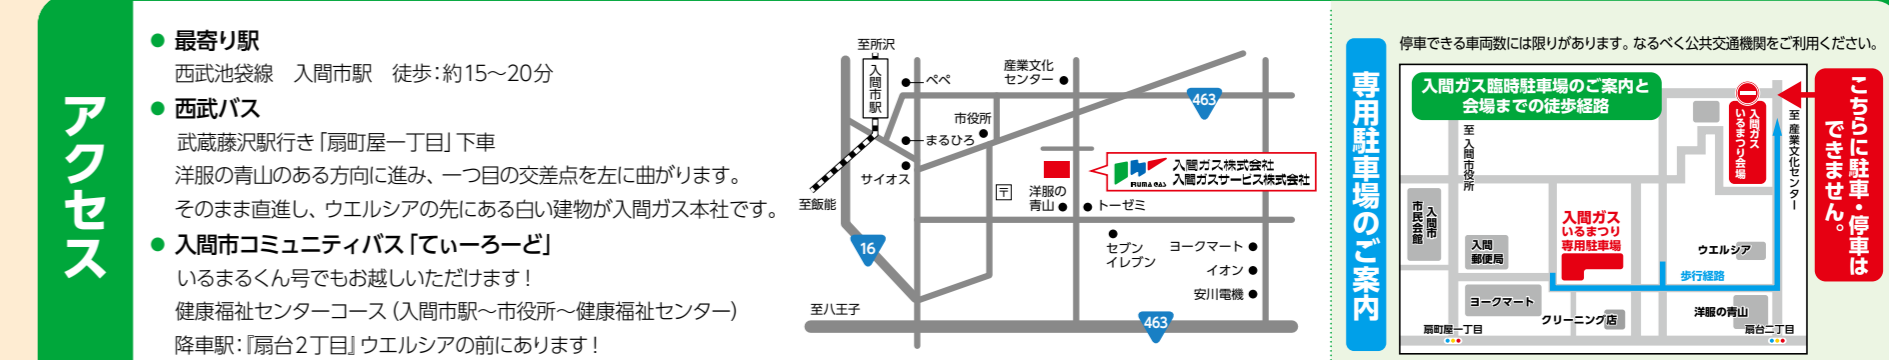 アクセス
● 最寄り駅
西武池袋線　入間市駅　徒歩：約15〜20分
● 西武バス
武蔵藤沢駅行き「扇町屋一丁目」下車
洋服の青山のある方向に進み、一つ目の交差点を左に曲がります。
そのまま直進し、ウエルシアの先にある白い建物が入間ガス本社です。
● 入間市コミュニティバス「てぃーろーど」
いるまるくん号でもお越しいただけます！
健康福祉センターコース（入間市駅〜市役所〜健康福祉センター）
降車駅：『扇台2丁目』ウエルシアの前にあります！
至所沢
入間市駅
ぺぺ
産業文化
センター
463
市役所
まるひろ
サイオス
至飯能
〒
洋服の
青山
トーゼミ
IRUMA GAS
入間ガス株式会社
入間ガスサービス株式会社
16
セブン
イレブン
ヨークマート
イオン
安川電機
至八王子
463
専用駐車場のご案内
停車できる車両数には限りがあります。なるべく公共交通機関をご利用ください。
入間ガス臨時駐車場のご案内と
会場までの徒歩経路
至 入間市役所
入間ガス
いるまつり会場
至 産業文化センター
こちらに駐車・停車は
できません。
入間市
市民会館
入間
郵便局
入間ガス
いるまつり
専用駐車場
ウエルシア
歩行経路
ヨークマート
クリーニング店
洋服の青山
扇町屋一丁目
扇台二丁目